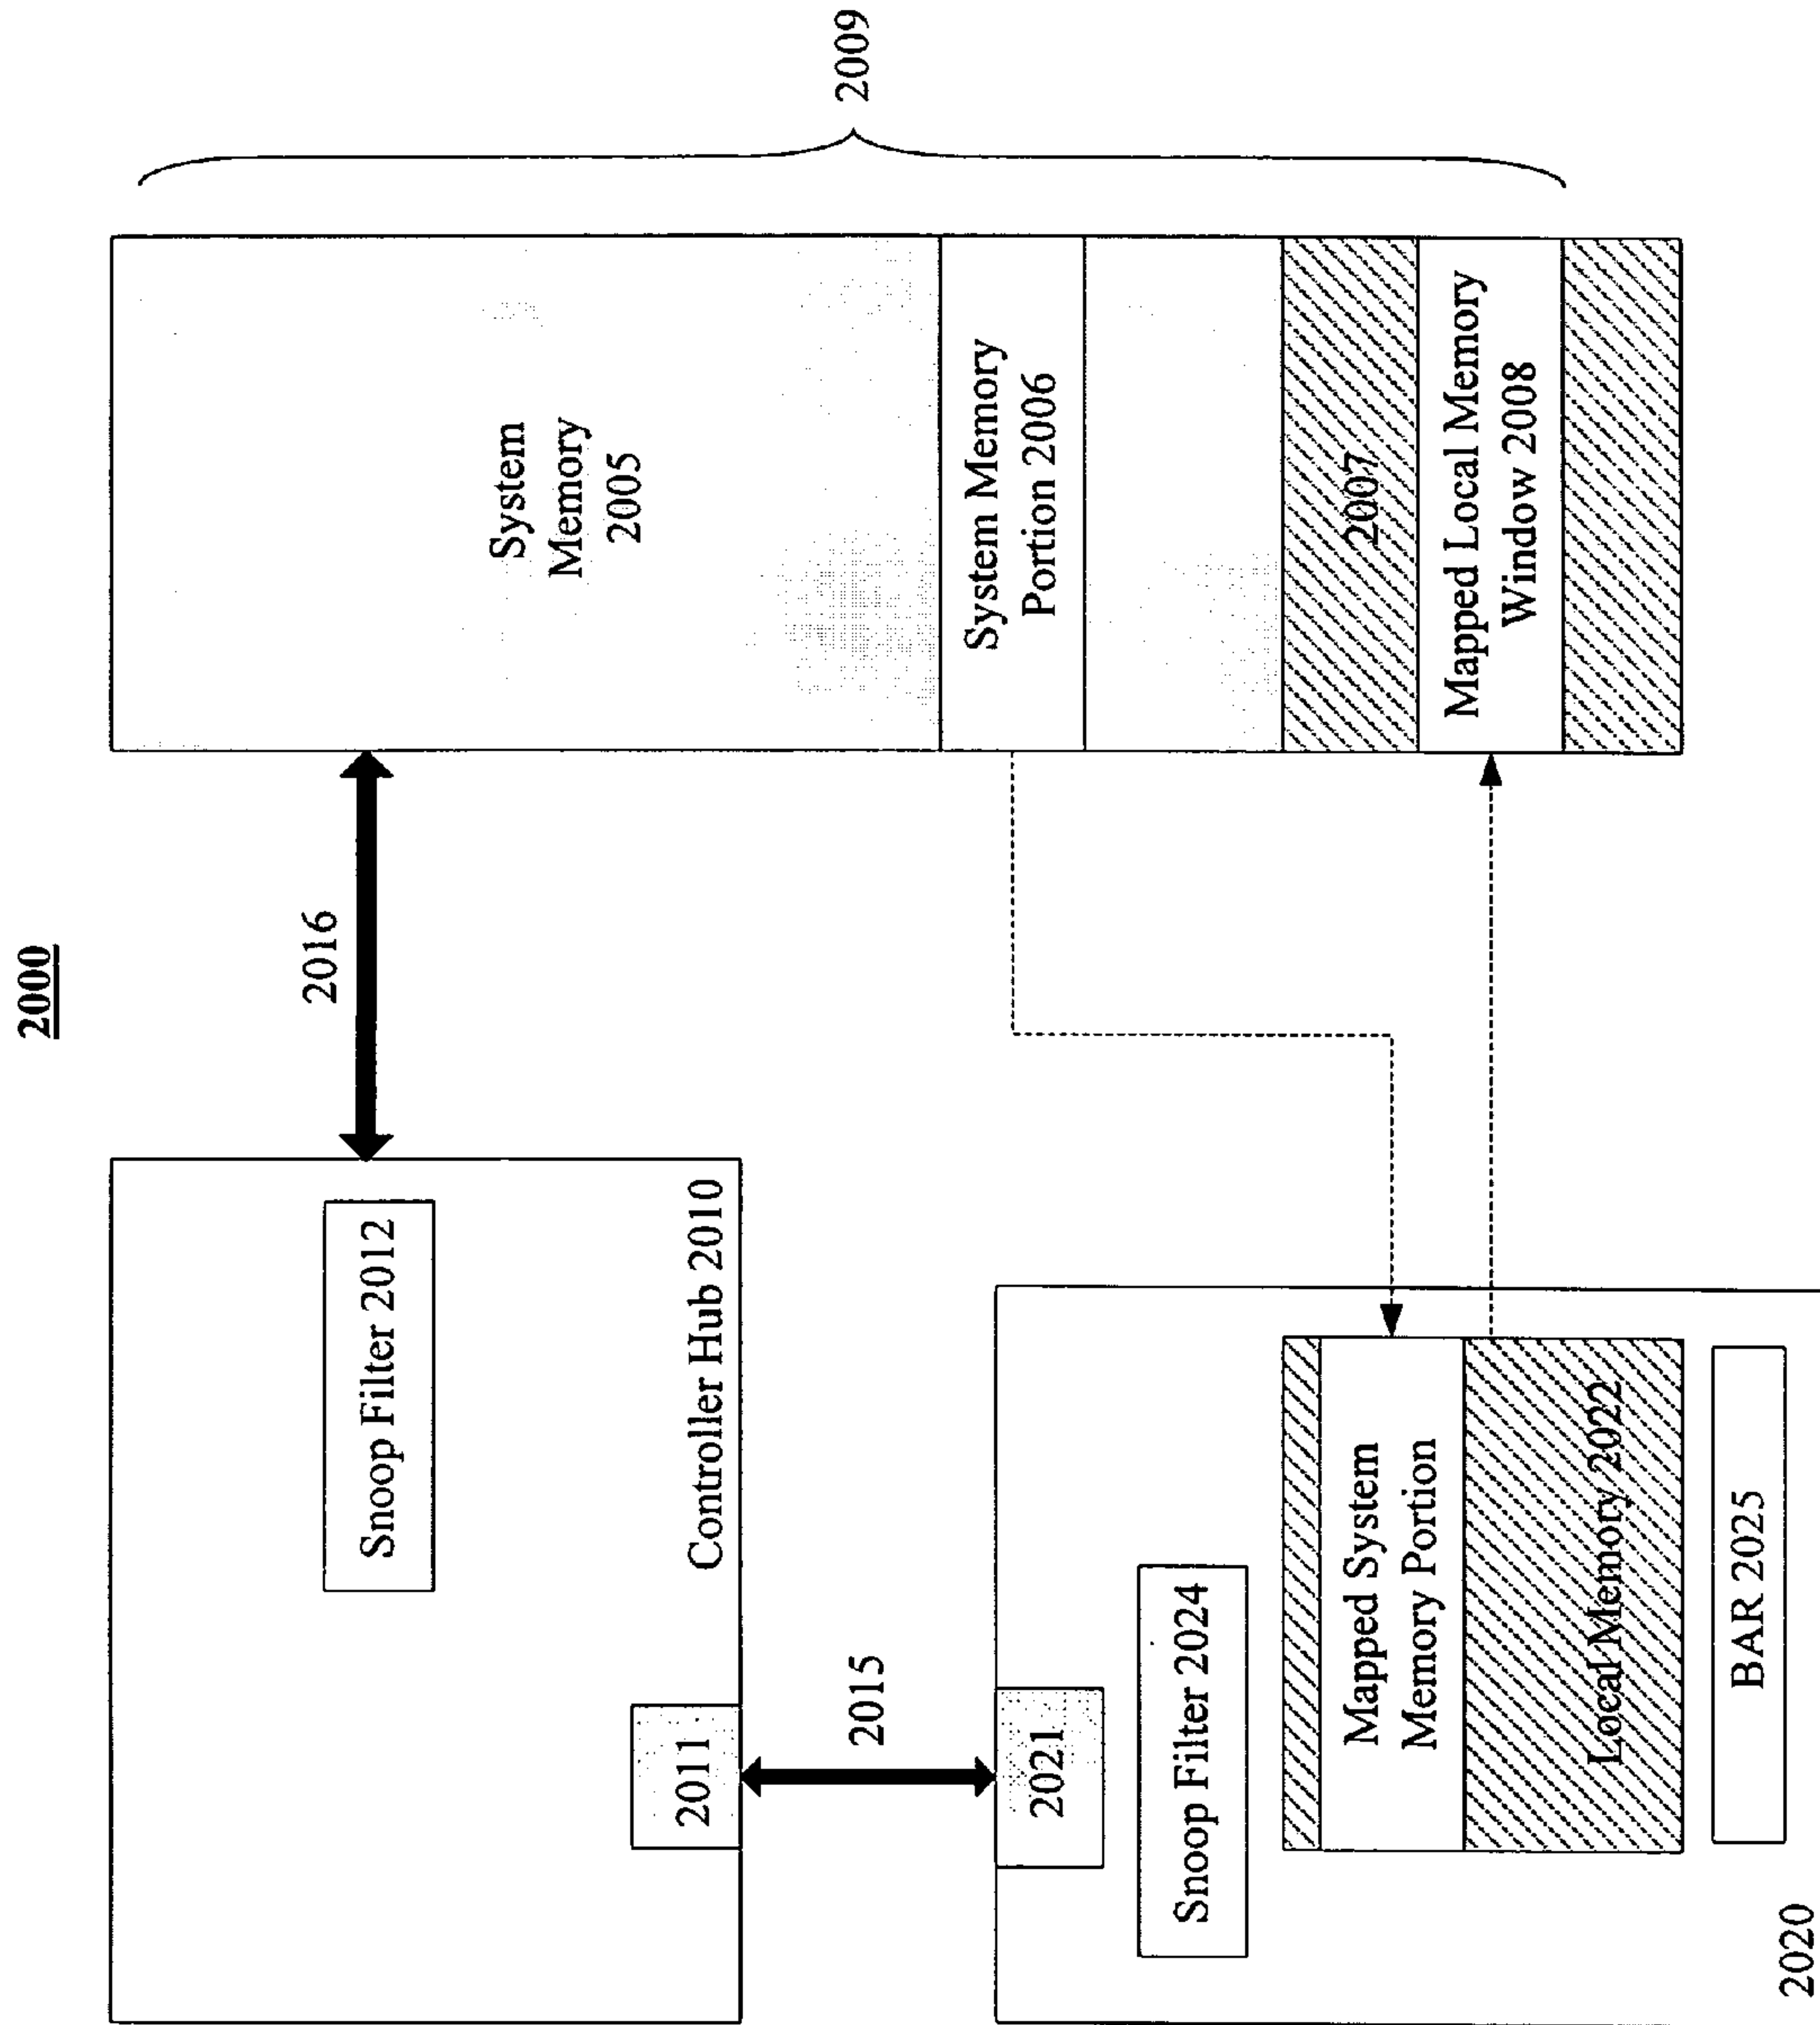 2000
Snoop Filter 2012
Controller Hub 2010
2011
2016
2015
2021
Snoop Filter 2024
Mapped System
Memory Portion
Local Memory 2022
BAR 2025
2020
System
Memory
2005
System Memory
Portion 2006
2007
Mapped Local Memory
Window 2008
2009